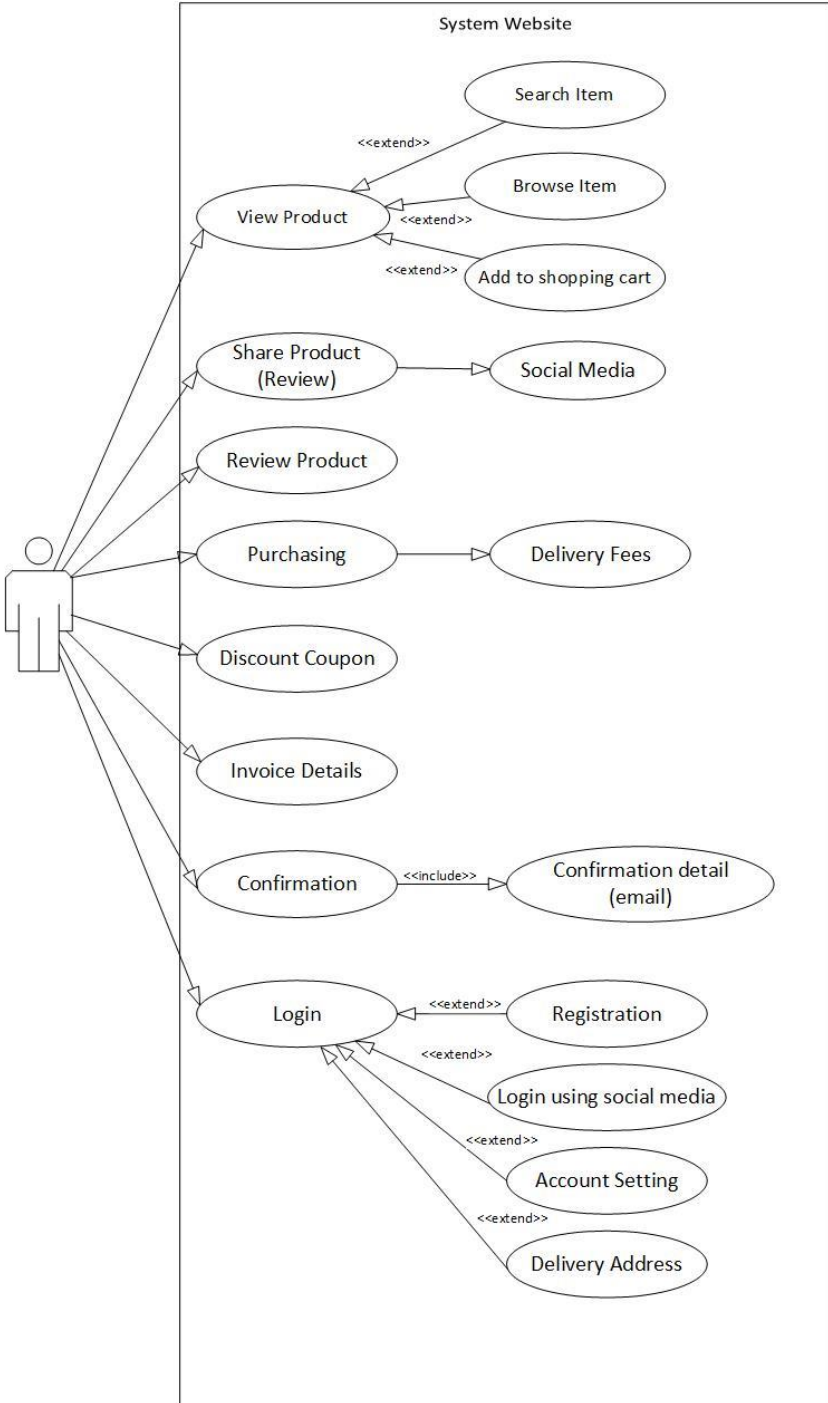 System Website
Search Item
<<extend>>
Browse Item
View Product
<<extend>>
<<extend>>
Add to shopping cart
Share Product
(Review)
Social Media
Review Product
Purchasing
Delivery Fees
Discount Coupon
Invoice Details
Confirmation
<<include>>
Confirmation detail
(email)
Login
<<extend>>
Registration
<<extend>>
Login using social media
<<extend>>
Account Setting
<<extend>>
Delivery Address